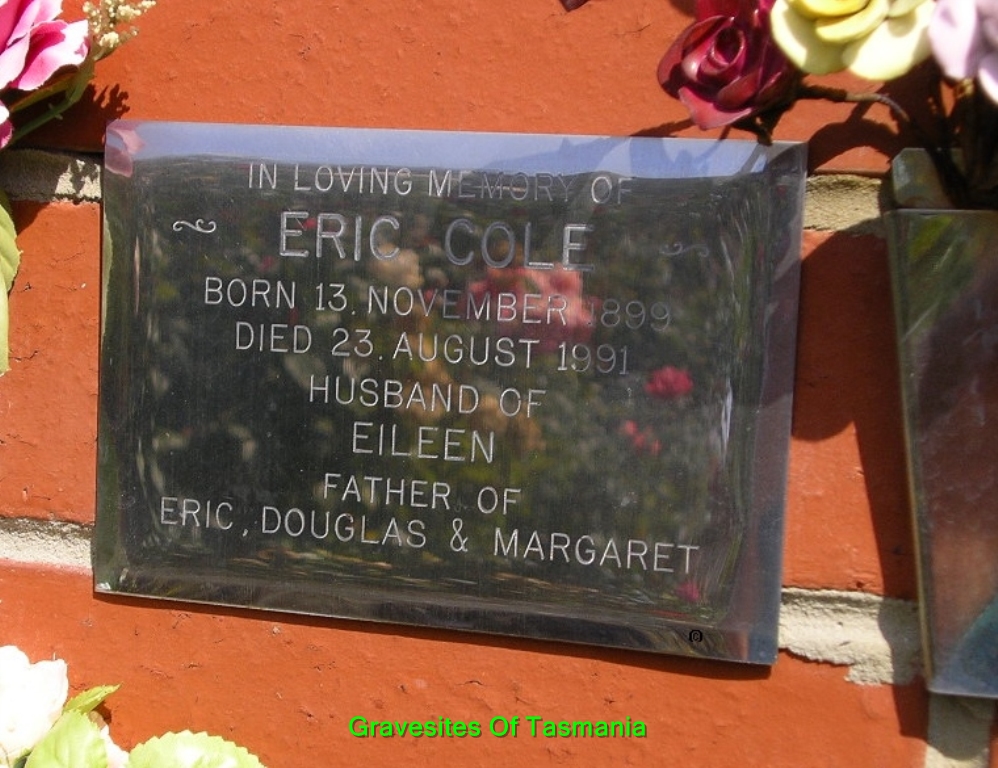 IN LOVING MEMORY OF
ERIC COLE
BORN 13. NOVEMBER 1899
DIED 23. AUGUST 1991
HUSBAND OF
EILEEN
FATHER OF
ERIC, DOUGLAS & MARGARET
Gravesites Of Tasmania